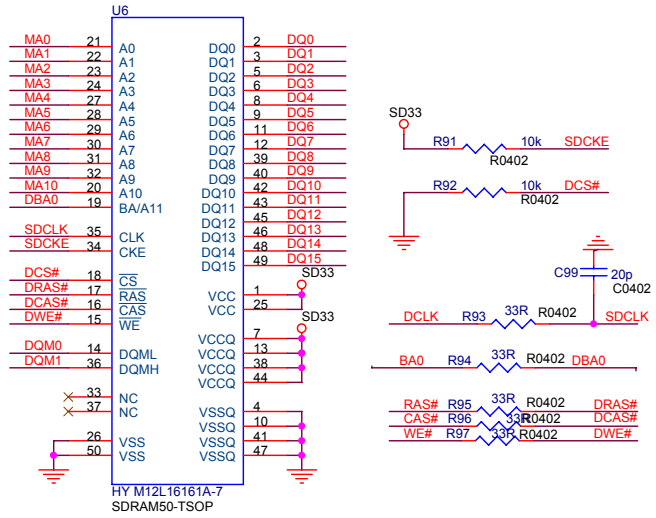 U6
MA0 21 A0 DQ0 2 DQ0
MA1 22 A1 DQ1 3 DQ1
MA2 23 A2 DQ2 5 DQ2
MA3 24 A3 DQ3 6 DQ3
MA4 27 A4 DQ4 8 DQ4
MA5 28 A5 DQ5 9 DQ5
MA6 29 A6 DQ6 11 DQ6
MA7 30 A7 DQ7 12 DQ7
MA8 31 A8 DQ8 39 DQ8
MA9 32 A9 DQ9 40 DQ9
MA10 20 A10 DQ10 42 DQ10
DBA0 19 BA/A11 DQ11 43 DQ11
DQ12 45 DQ12
SDCLK 35 CLK DQ13 46 DQ13
SDCKE 34 CKE DQ14 48 DQ14
DQ15 49 DQ15
DCS# 18 CS SD33
DRAS# 17 RAS VCC 1
DCAS# 16 CAS VCC 25
DWE# 15 WE SD33
VCCQ 7
DQM0 14 DQML VCCQ 13
DQM1 36 DQMH VCCQ 38
VCCQ 44
33 NC
37 NC VSSQ 4
VSSQ 10
26 VSS VSSQ 41
50 VSS VSSQ 47
HY M12L16161A-7
SDRAM50-TSOP
SD33
R91 10k SDCKE
R0402
R92 10k DCS#
R0402
C99 20p
C0402
DCLK R93 33R R0402 SDCLK
BA0 R94 33R R0402 DBA0
RAS# R95 33R R0402 DRAS#
CAS# R96 33R R0402 DCAS#
WE# R97 33R R0402 DWE#